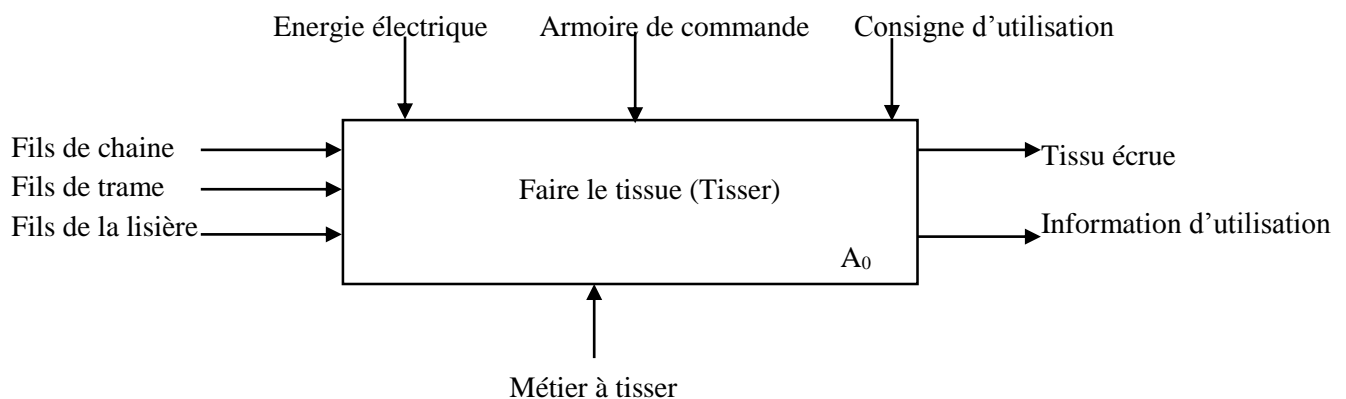 Energie électrique Armoire de commande Consigne d’utilisation
Fils de chaine
Fils de trame
Fils de la lisière
Faire le tissue (Tisser)
A0
Tissu écrue
Information d’utilisation
Métier à tisser